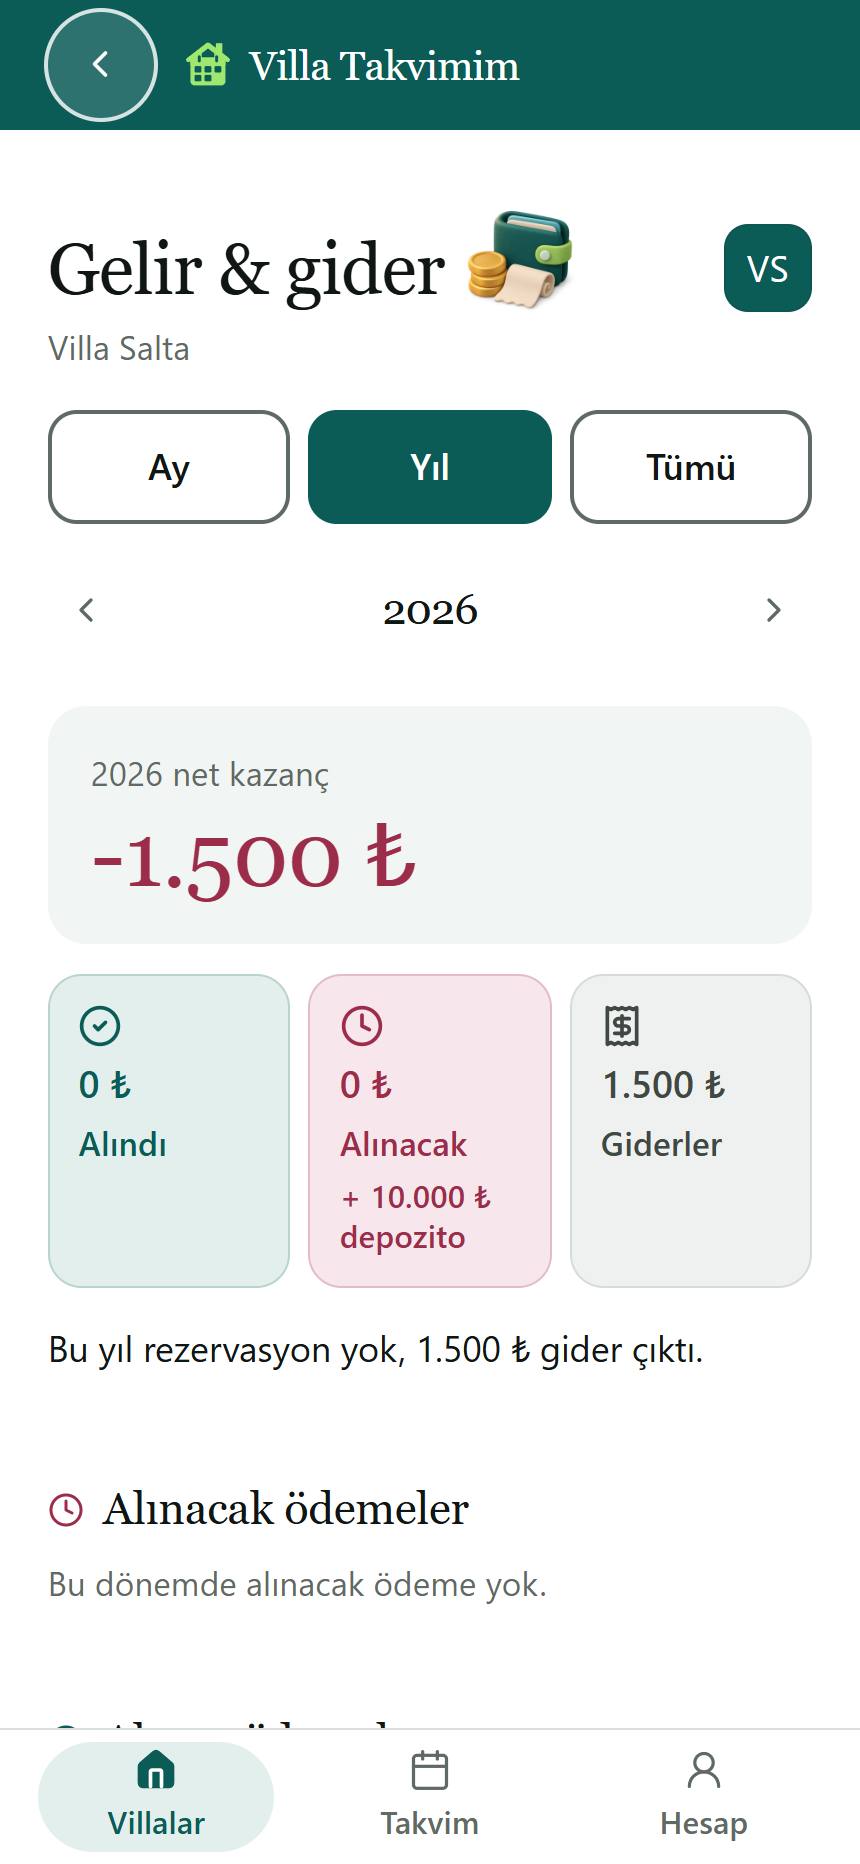 Villa Takvimim
Gelir & gider
VS
Villa Salta
Ay
Yıl
Tümü
2026
2026 net kazanç
-1.500 ₺
0 ₺
Alındı
0 ₺
Alınacak
+ 10.000 ₺
depozito
1.500 ₺
Giderler
Bu yıl rezervasyon yok, 1.500 ₺ gider çıktı.
Alınacak ödemeler
Bu dönemde alınacak ödeme yok.
Villalar
Takvim
Hesap